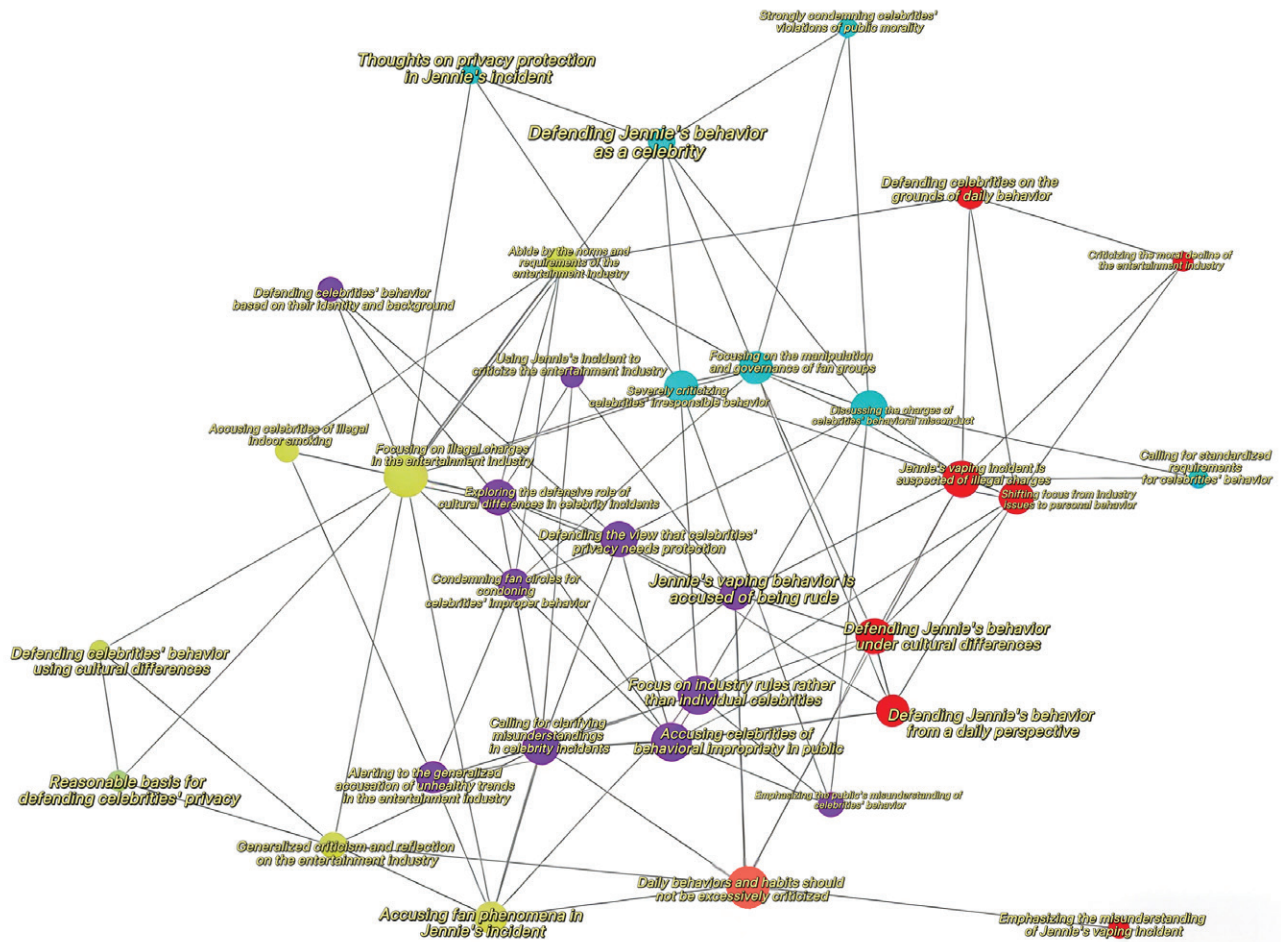 Strongly condemning celebrities'
violations of public morality
Thoughts on privacy protection
in Jennie's incident
Defending Jennie's behavior
as a celebrity
Defending celebrities on the
grounds of daily behavior
Abide by the norms and
requirements of the
entertainment industry
Criticizing the moral decline of
the entertainment industry
Defending celebrities' behavior
based on their identity and background
Using Jennie's incident to
criticize the entertainment industry
Focusing on the manipulation
and governance of fan groups
Severely criticizing
celebrities' irresponsible behavior
Discussing the charges of
celebrities' behavioral misconduct
Accusing celebrities of illegal
indoor smoking
Focusing on illegal charges
in the entertainment industry
Jennie's vaping incident is
suspected of illegal charges
Calling for standardized
requirements
for celebrities' behavior
Exploring the defensive role of
cultural differences in celebrity incidents
Shifting focus from industry
issues to personal behavior
Defending the view that celebrities'
privacy needs protection
Condemning fan circles for
condoning
celebrities' improper behavior
Jennie's vaping behavior is
accused of being rude
Defending Jennie's behavior
under cultural differences
Defending celebrities' behavior
using cultural differences
Focus on industry rules rather
than individual celebrities
Defending Jennie's behavior
from a daily perspective
Calling for clarifying
misunderstandings
in celebrity incidents
Accusing celebrities of
behavioral impropriety in public
Reasonable basis for
defending celebrities' privacy
Alerting to the generalized
accusation of unhealthy trends
in the entertainment industry
Emphasizing the public's misunderstanding of
celebrities' behavior
Generalized criticism and reflection
on the entertainment industry
Daily behaviors and habits should
not be excessively criticized
Accusing fan phenomena in
Jennie's incident
Emphasizing the misunderstanding
of Jennie's vaping incident